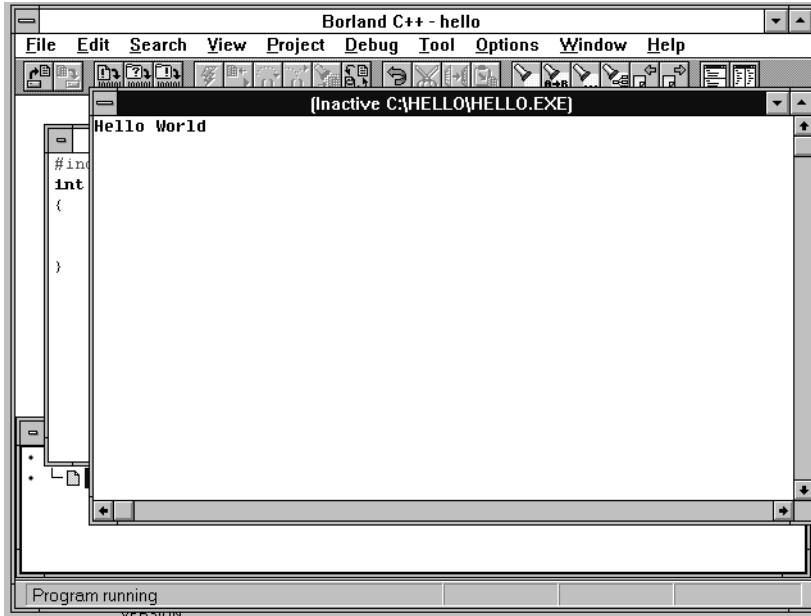 Borland C++ - hello
File Edit Search View Project Debug Tool Options Window Help
(Inactive C:\HELLO\HELLO.EXE)
Hello World
int
{
}
Program running